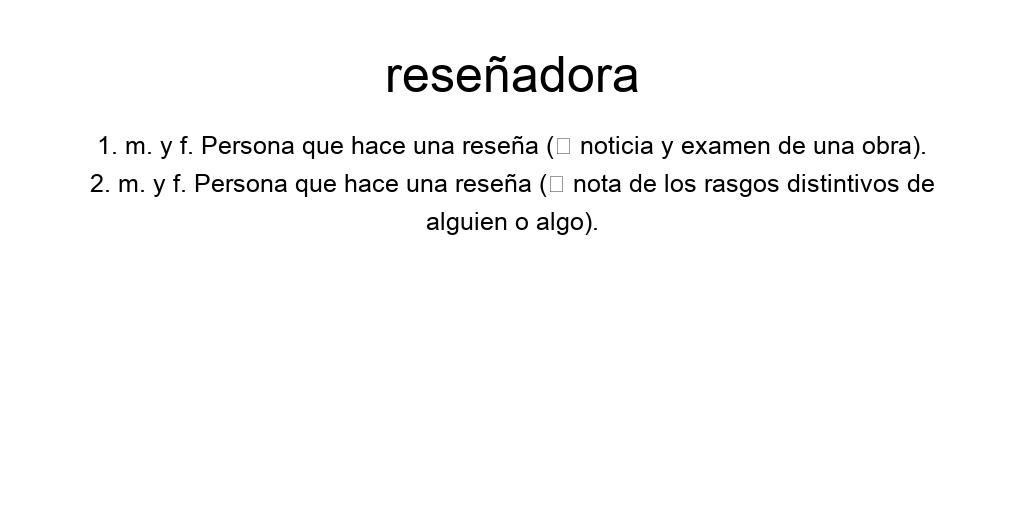 reseñadora
1. m. y f. Persona que hace una reseña (▯ noticia y examen de una obra).
2. m. y f. Persona que hace una reseña (▯ nota de los rasgos distintivos de
alguien o algo).